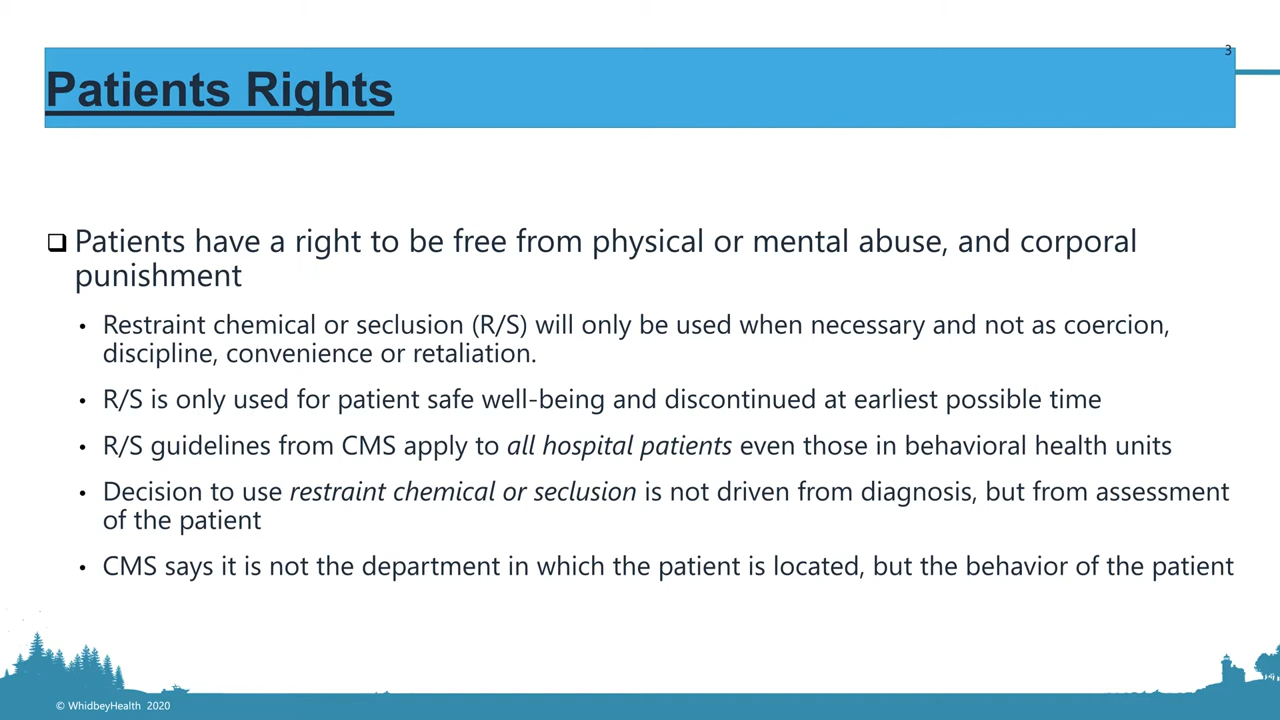 3
Patients Rights
Patients have a right to be free from physical or mental abuse, and corporal
punishment
• Restraint chemical or seclusion (R/S) will only be used when necessary and not as coercion,
discipline, convenience or retaliation.
• R/S is only used for patient safe well-being and discontinued at earliest possible time
• R/S guidelines from CMS apply to all hospital patients even those in behavioral health units
• Decision to use restraint chemical or seclusion is not driven from diagnosis, but from assessment
of the patient
• CMS says it is not the department in which the patient is located, but the behavior of the patient
© WhidbeyHealth 2020